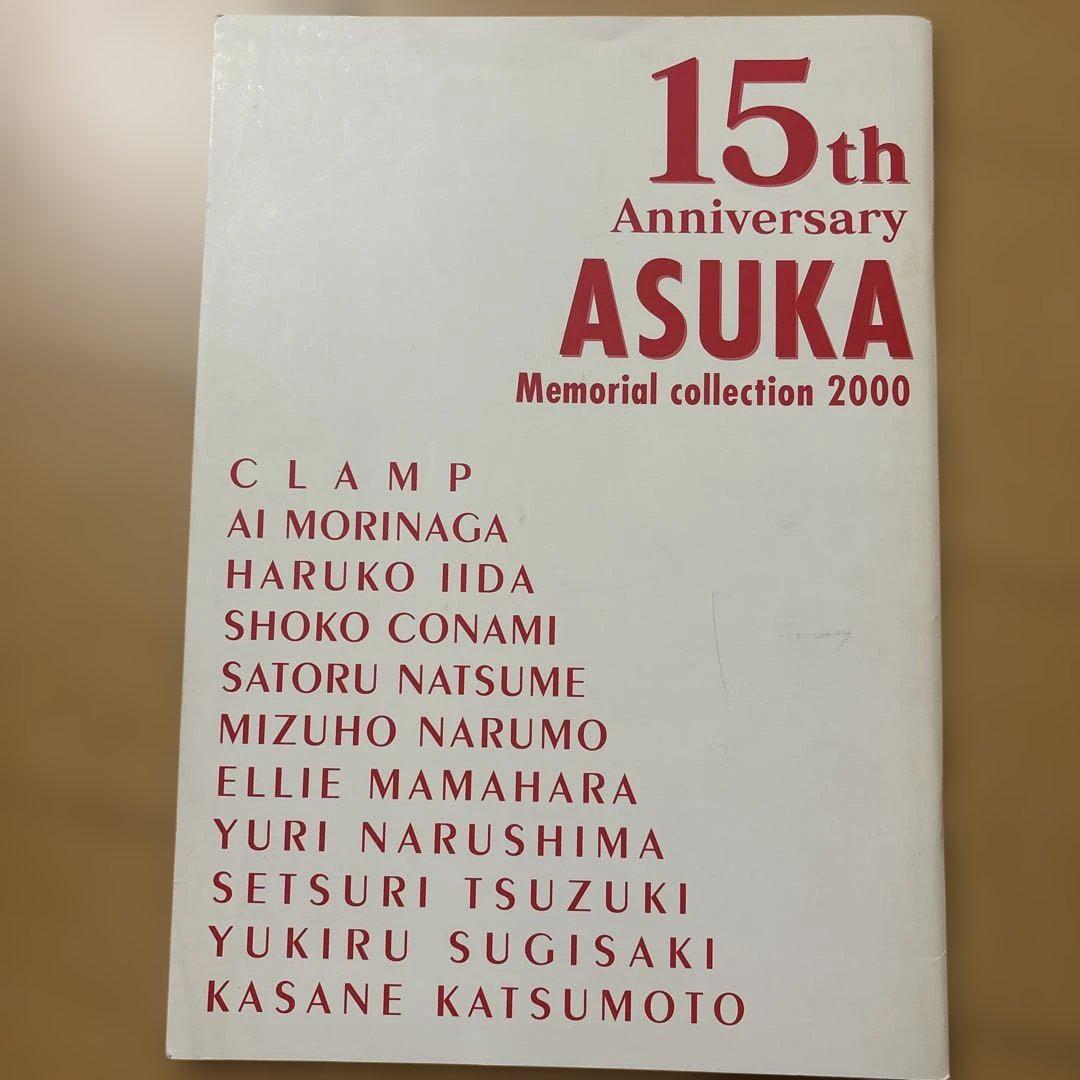 15th
Anniversary
ASUKA
Memorial collection 2000
CLAMP
AI MORINAGA
HARUKO IIDA
SHOKO CONAMI
SATORU NATSUME
MIZUHO NARUMO
ELLIE MAMAHARA
YURI NARUSHIMA
SETSURI TSUZUKI
YUKIRU SUGISAKI
KASANE KATSUMOTO